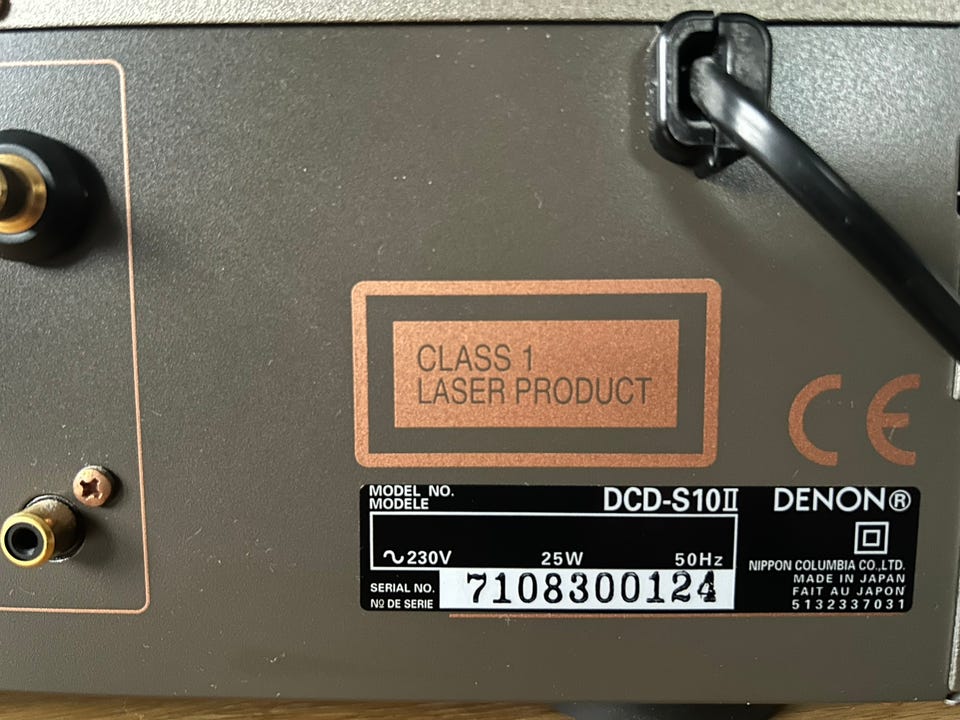 CLASS 1
LASER PRODUCT
CE
MODEL NO.
MODELE
DCD-S10II
DENON®
~230V 25W 50Hz
SERIAL NO.
Nº DE SERIE
7108300124
NIPPON COLUMBIA CO.,LTD.
MADE IN JAPAN
FAIT AU JAPON
5132337031